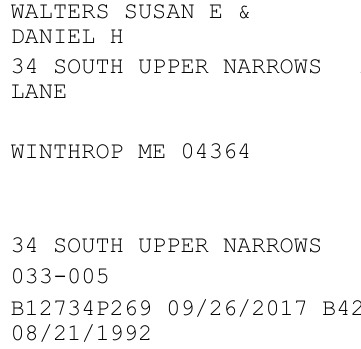 WALTERS SUSAN E &
DANIEL H
34 SOUTH UPPER NARROWS
LANE
WINTHROP ME 04364
34 SOUTH UPPER NARROWS
033-005
B12734P269 09/26/2017 B42
08/21/1992